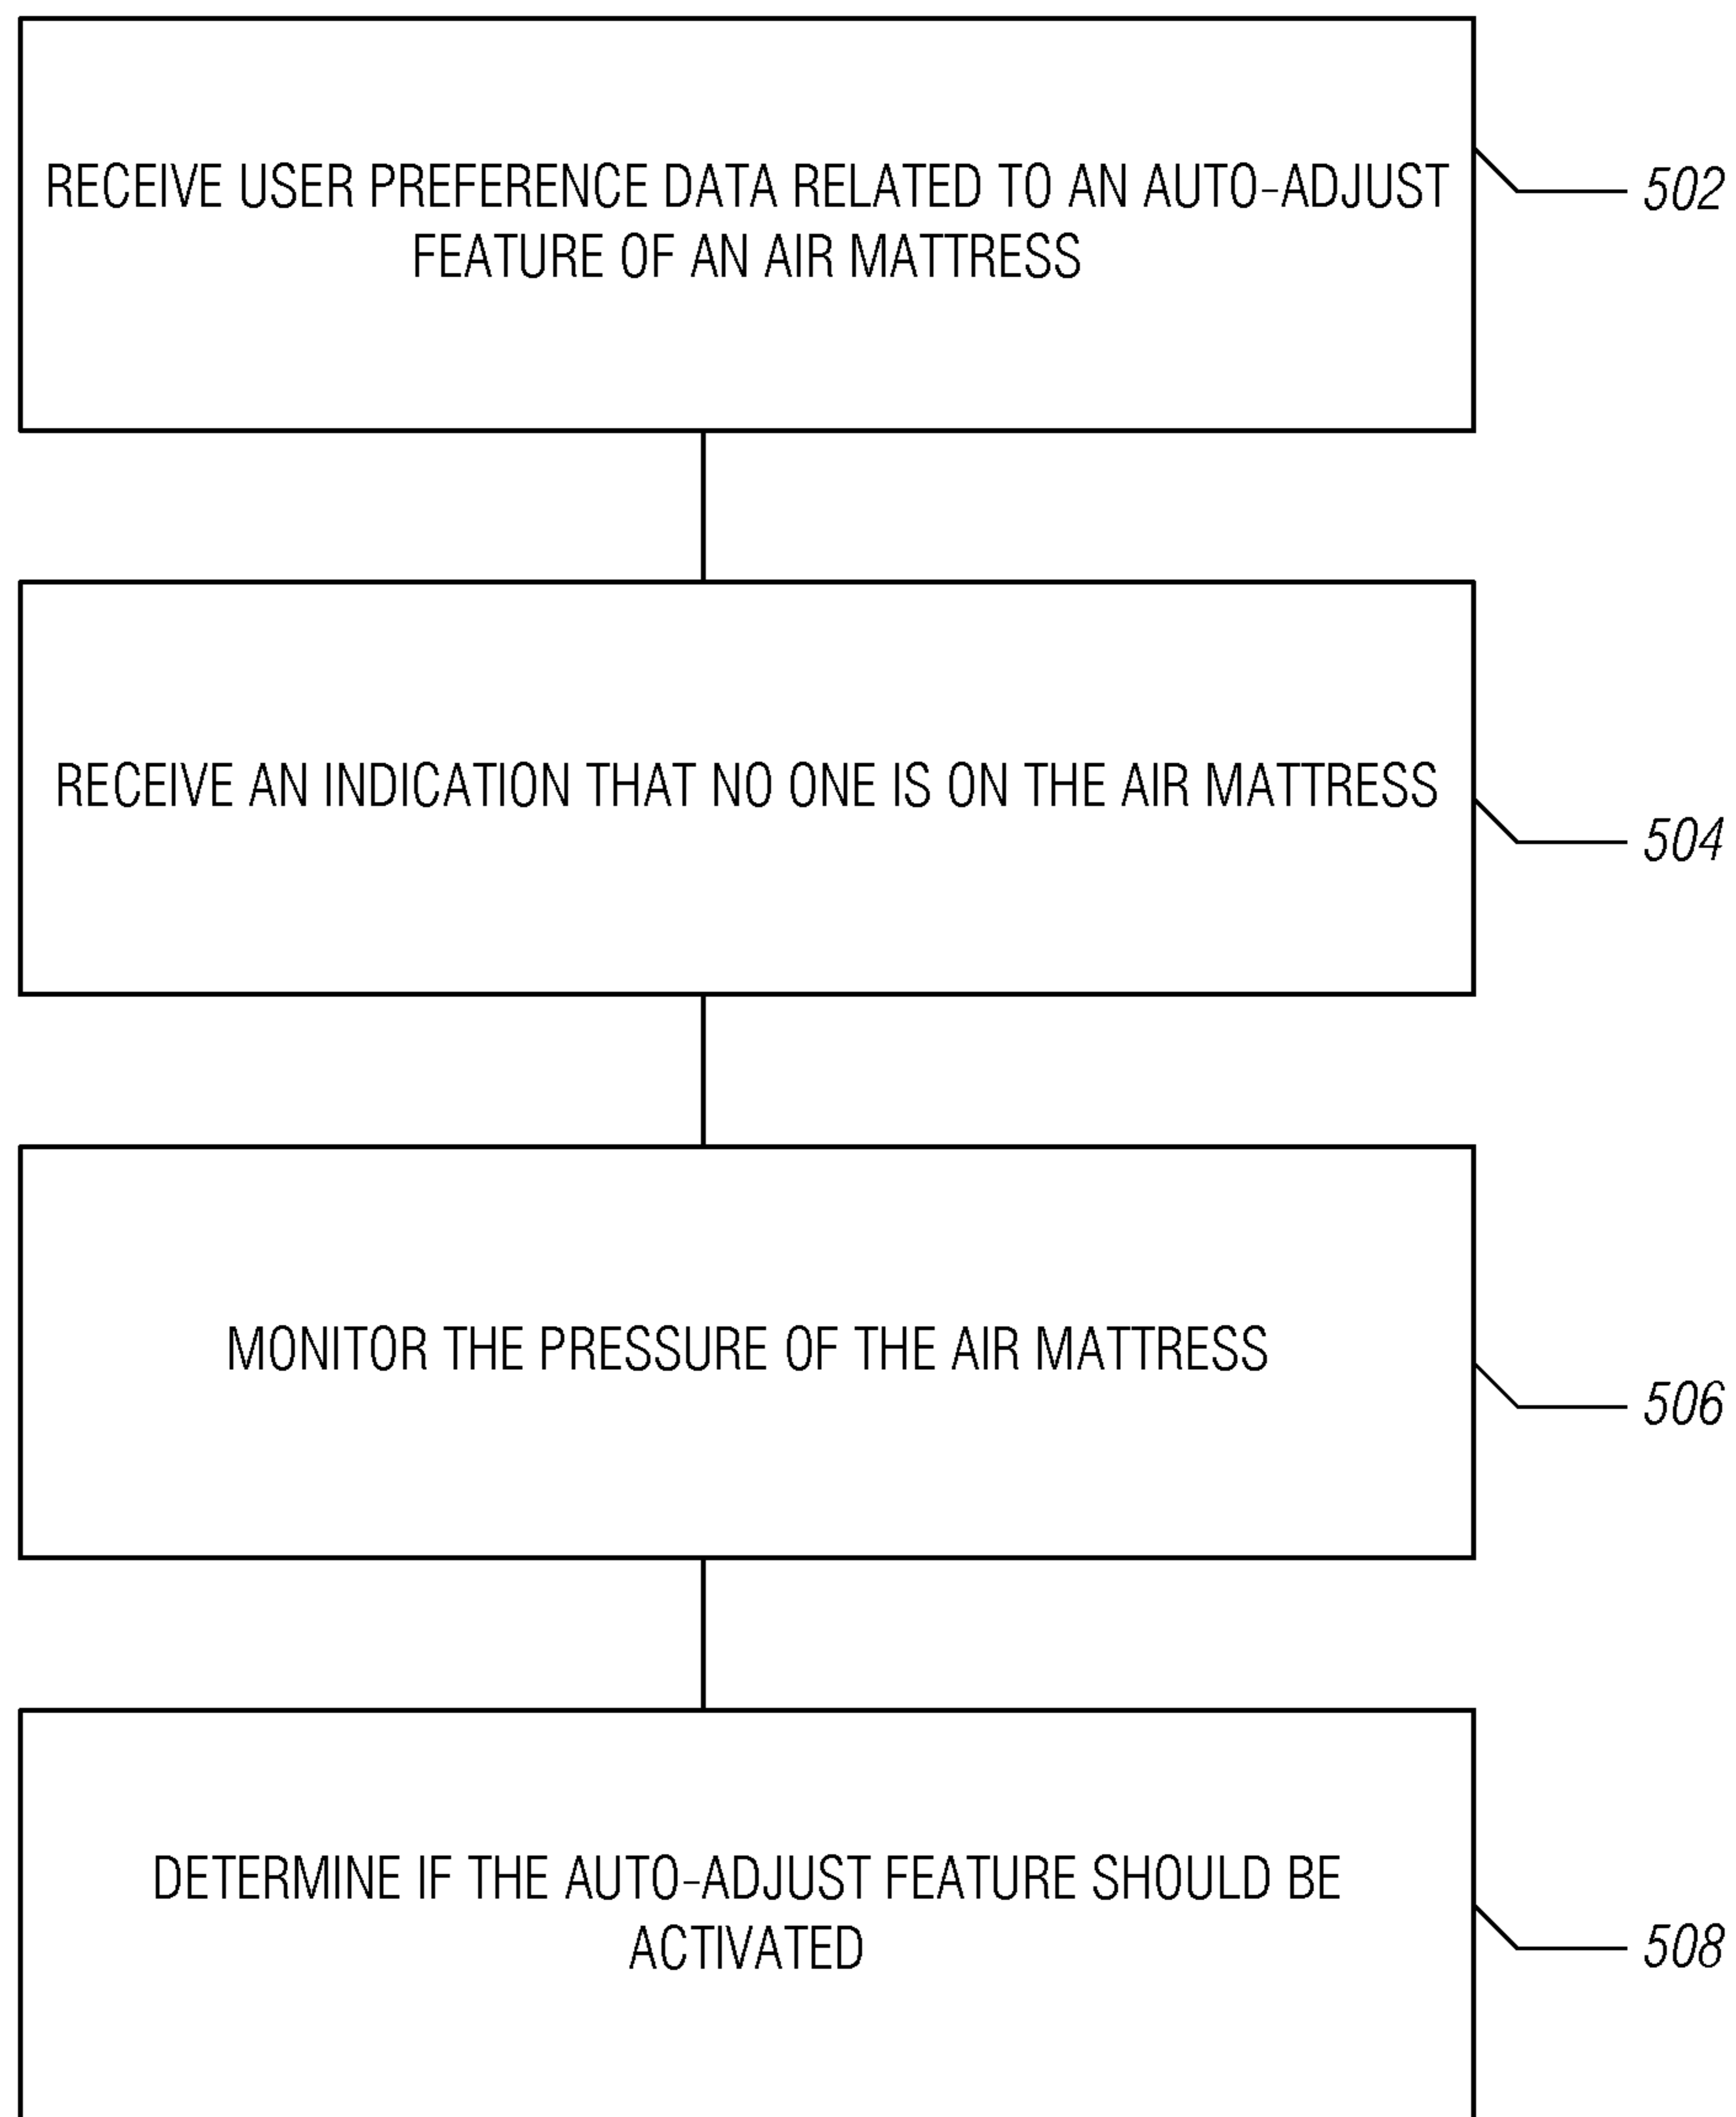 RECEIVE USER PREFERENCE DATA RELATED TO AN AUTO-ADJUST
FEATURE OF AN AIR MATTRESS
502
RECEIVE AN INDICATION THAT NO ONE IS ON THE AIR MATTRESS
504
MONITOR THE PRESSURE OF THE AIR MATTRESS
506
DETERMINE IF THE AUTO-ADJUST FEATURE SHOULD BE
ACTIVATED
508